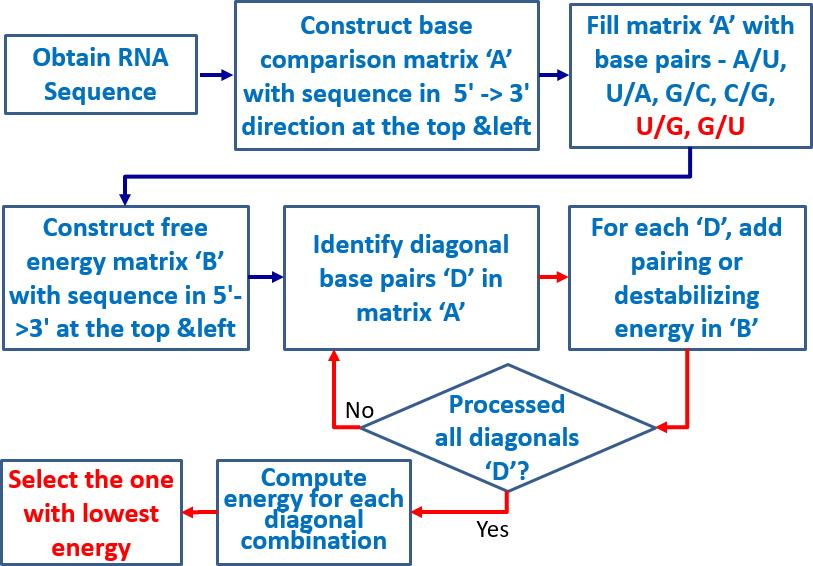 Obtain RNA
Sequence
Construct base
comparison matrix ‘A’
with sequence in 5' -> 3'
direction at the top &left
Fill matrix ‘A’ with
base pairs - A/U,
U/A, G/C, C/G,
U/G, G/U
Construct free
energy matrix ‘B’
with sequence in 5'-
>3' at the top &left
Identify diagonal
base pairs ‘D’ in
matrix ‘A’
For each ‘D’, add
pairing or
destabilizing
energy in ‘B’
Processed
all diagonals
‘D’?
No
Yes
Compute
energy for each
diagonal
combination
Select the one
with lowest
energy